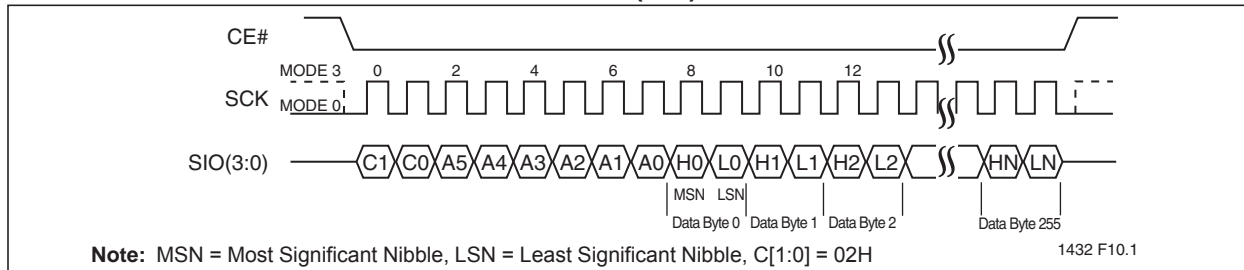 CE#
MODE 3 0 2 4 6 8 10 12
SCK
MODE 0
SIO(3:0) C1 C0 A5 A4 A3 A2 A1 A0 H0 L0 H1 L1 H2 L2 HN LN
MSN LSN
Data Byte 0 Data Byte 1 Data Byte 2 Data Byte 255
Note: MSN = Most Significant Nibble, LSN = Least Significant Nibble, C[1:0] = 02H
1432 F10.1